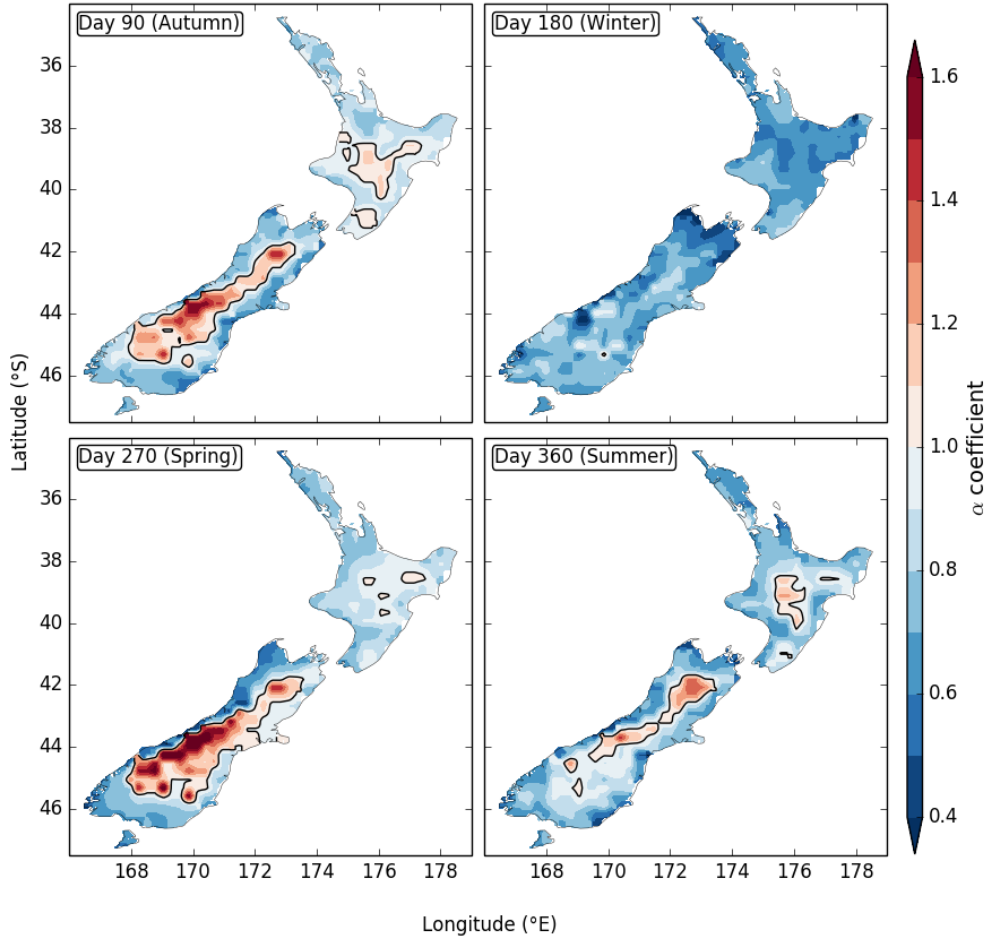 Day 90 (Autumn)
Day 180 (Winter)
36
38
40
42
44
46
1.6
1.4
1.2
1.0
0.8
0.6
0.4
α coefficient
Latitude (°S)
Day 270 (Spring)
Day 360 (Summer)
36
38
40
42
44
46
168 170 172 174 176 178
168 170 172 174 176 178
Longitude (°E)